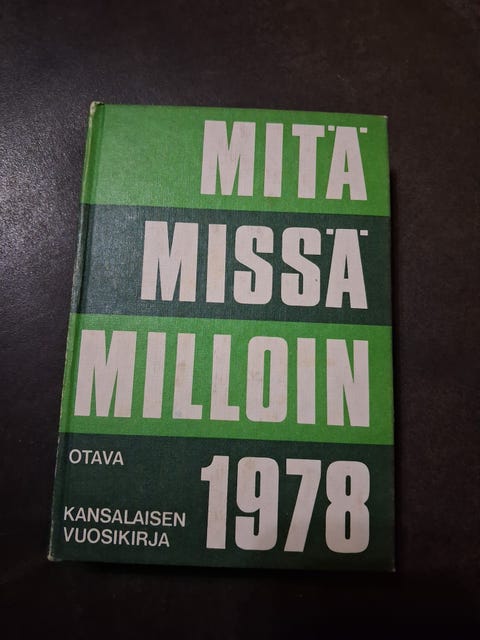 MITÄ
MISSÄ
MILLOIN
1978
OTAVA
KANSALAISEN
VUOSIKIRJA